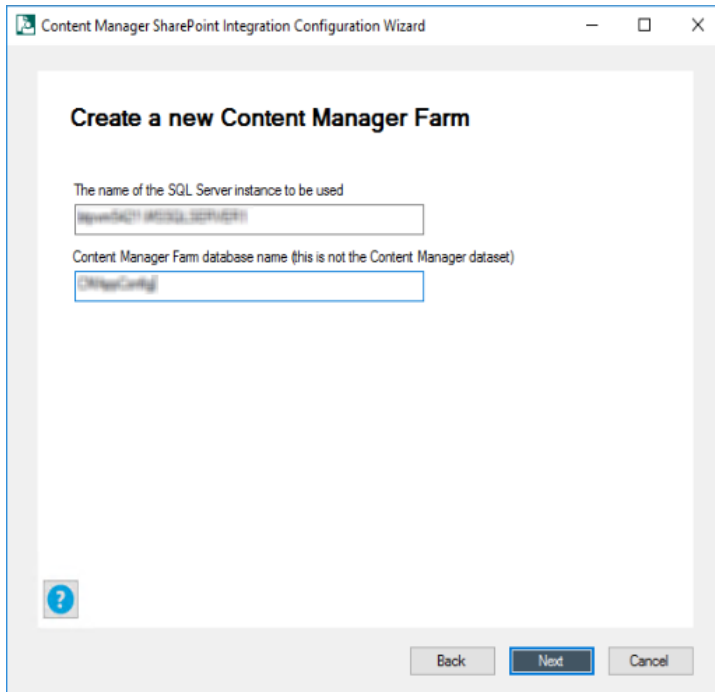 Content Manager SharePoint Integration Configuration Wizard
Create a new Content Manager Farm
The name of the SQL Server instance to be used
Content Manager Farm database name (this is not the Content Manager dataset)
?
Back Next Cancel